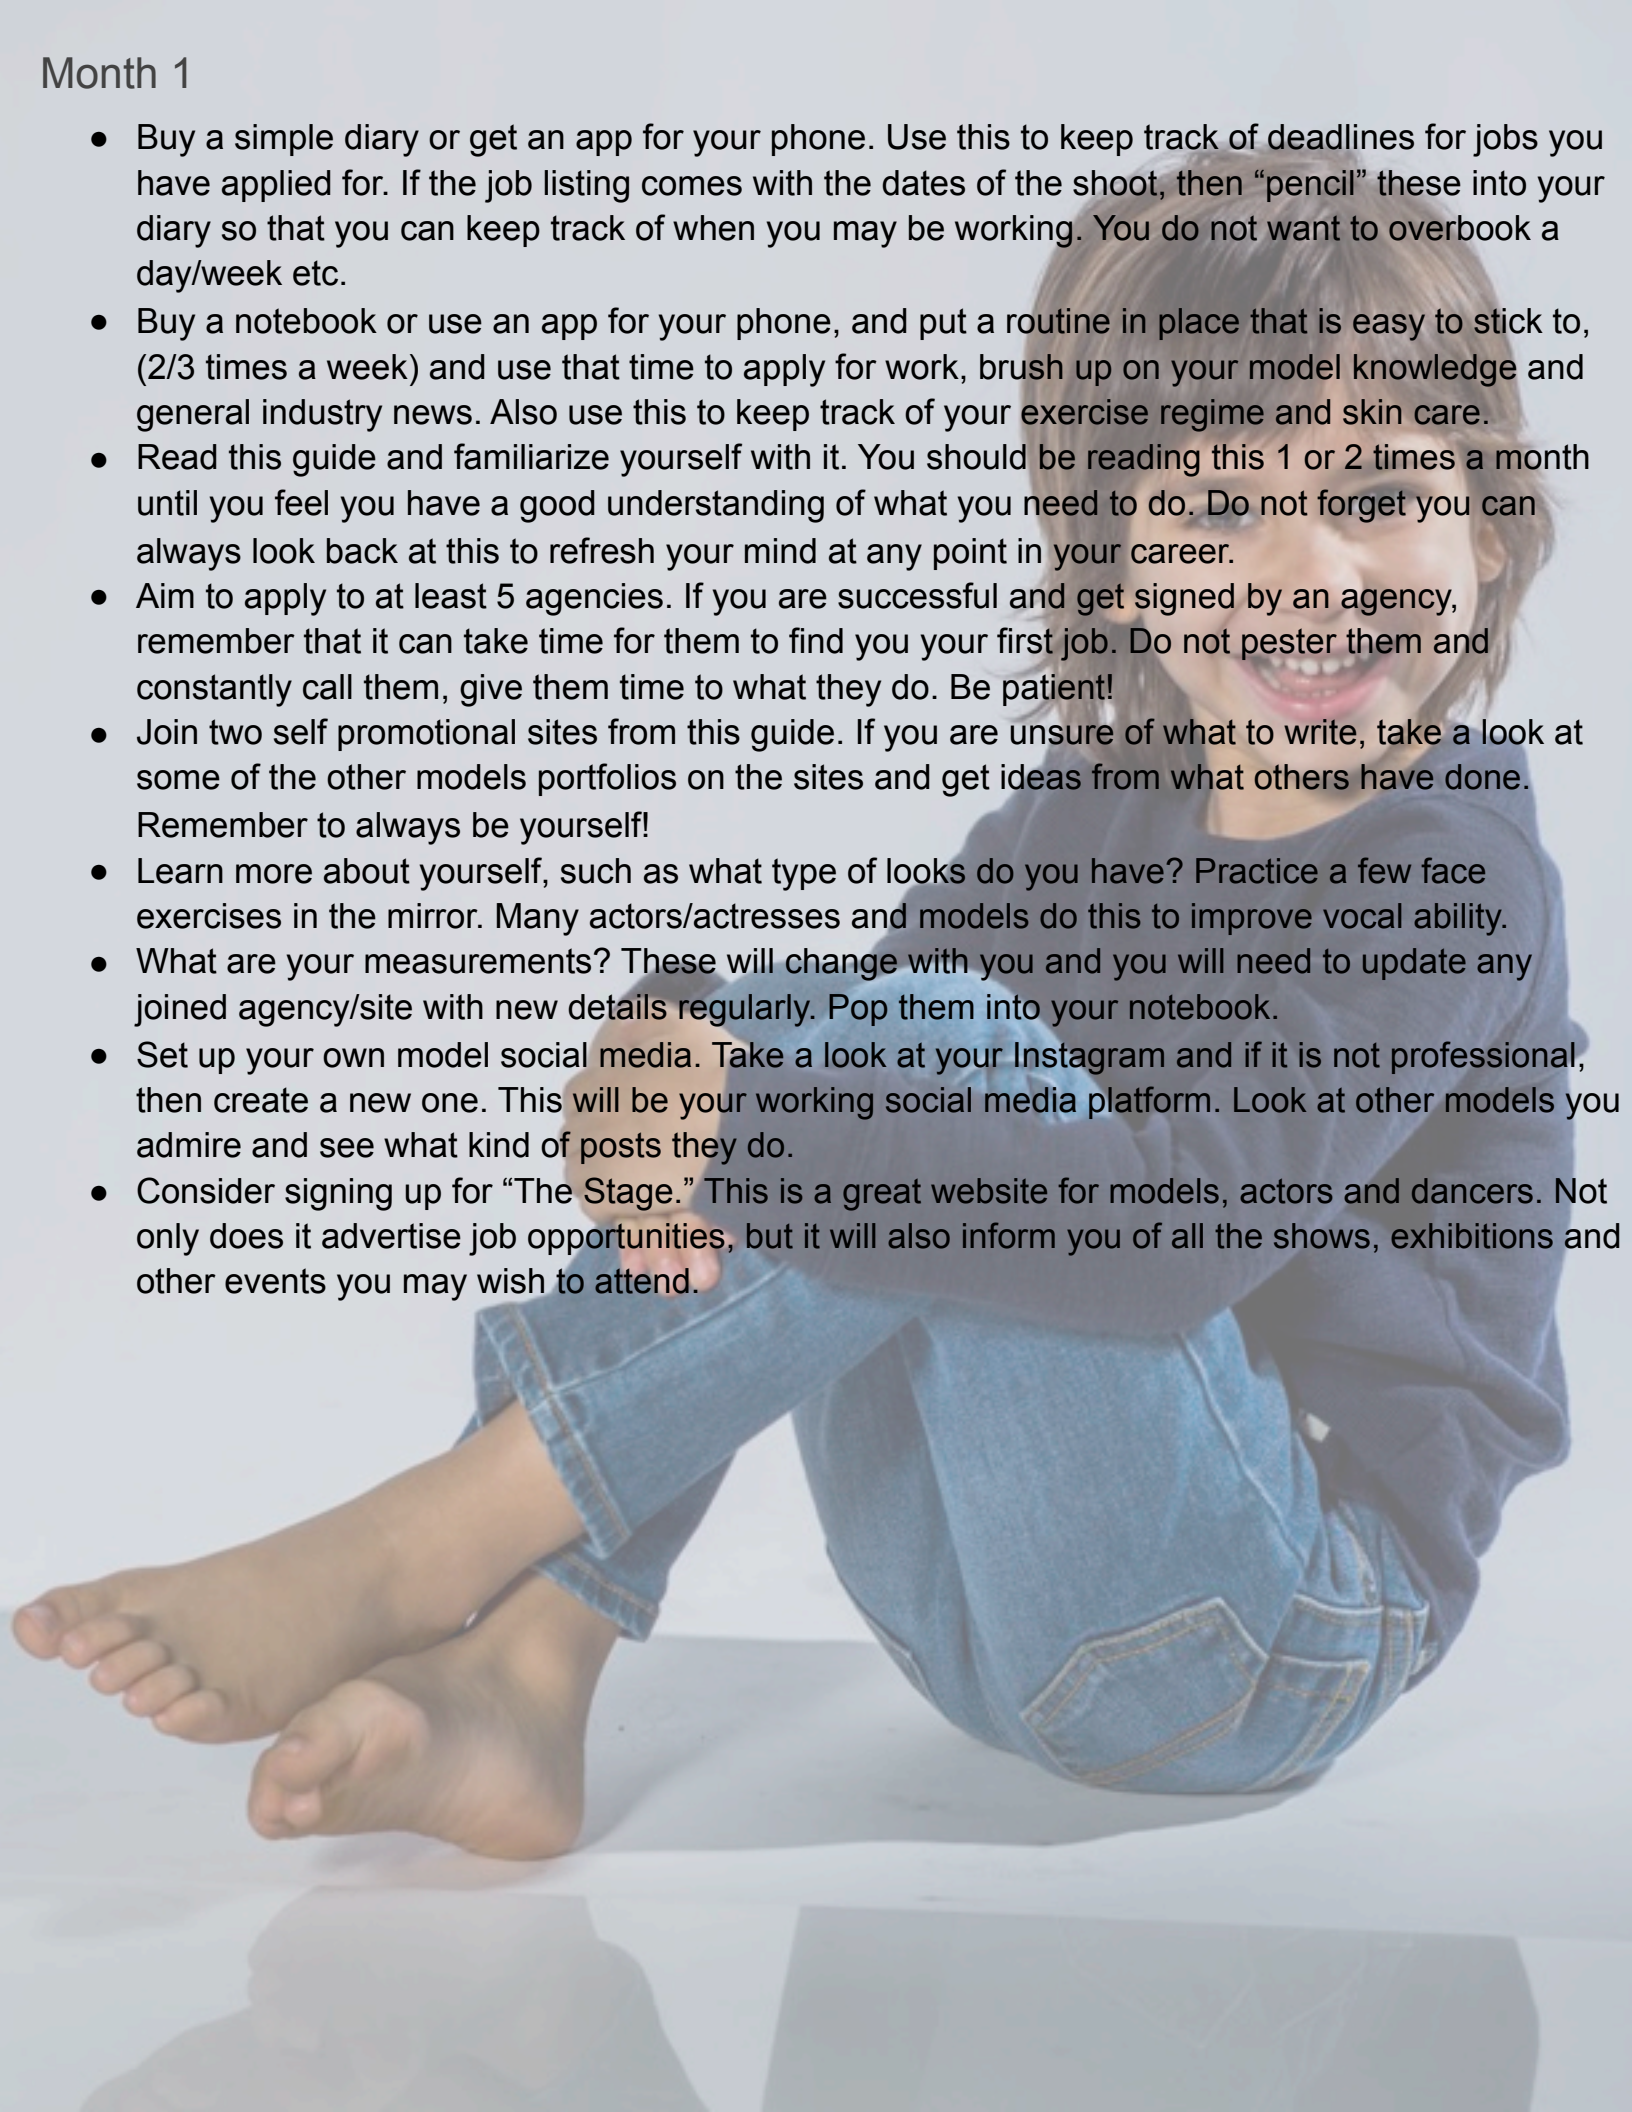 Month 1
● Buy a simple diary or get an app for your phone. Use this to keep track of deadlines for jobs you
have applied for. If the job listing comes with the dates of the shoot, then “pencil” these into your
diary so that you can keep track of when you may be working. You do not want to overbook a
day/week etc.
● Buy a notebook or use an app for your phone, and put a routine in place that is easy to stick to,
(2/3 times a week) and use that time to apply for work, brush up on your model knowledge and
general industry news. Also use this to keep track of your exercise regime and skin care.
● Read this guide and familiarize yourself with it. You should be reading this 1 or 2 times a month
until you feel you have a good understanding of what you need to do. Do not forget you can
always look back at this to refresh your mind at any point in your career.
● Aim to apply to at least 5 agencies. If you are successful and get signed by an agency,
remember that it can take time for them to find you your first job. Do not pester them and
constantly call them, give them time to what they do. Be patient!
● Join two self promotional sites from this guide. If you are unsure of what to write, take a look at
some of the other models portfolios on the sites and get ideas from what others have done.
Remember to always be yourself!
● Learn more about yourself, such as what type of looks do you have? Practice a few face
exercises in the mirror. Many actors/actresses and models do this to improve vocal ability.
● What are your measurements? These will change with you and you will need to update any
joined agency/site with new details regularly. Pop them into your notebook.
● Set up your own model social media. Take a look at your Instagram and if it is not professional,
then create a new one. This will be your working social media platform. Look at other models you
admire and see what kind of posts they do.
● Consider signing up for “The Stage.” This is a great website for models, actors and dancers. Not
only does it advertise job opportunities, but it will also inform you of all the shows, exhibitions and
other events you may wish to attend.